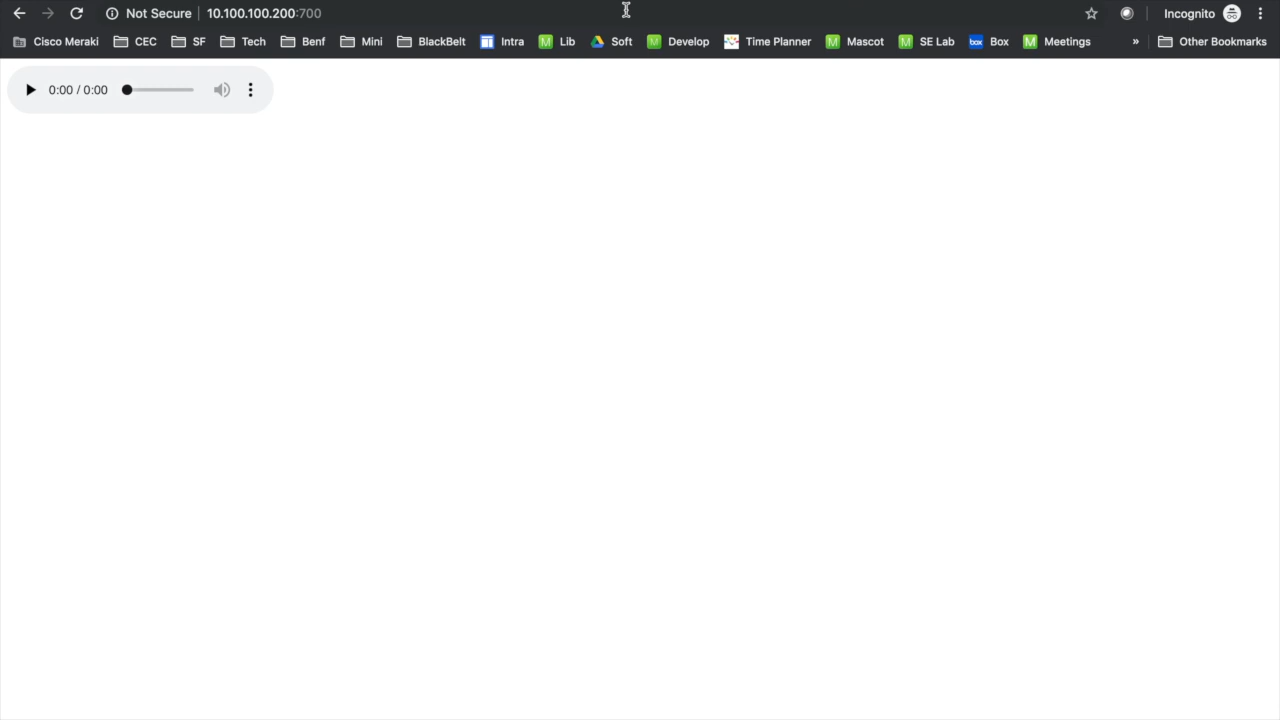 Not Secure 10.100.100.200:700 Incognito
Cisco Meraki CEC SF Tech Benf Mini BlackBelt Intra M Lib Soft M Develop Time Planner M Mascot M SE Lab box Box M Meetings » Other Bookmarks
0:00 / 0:00